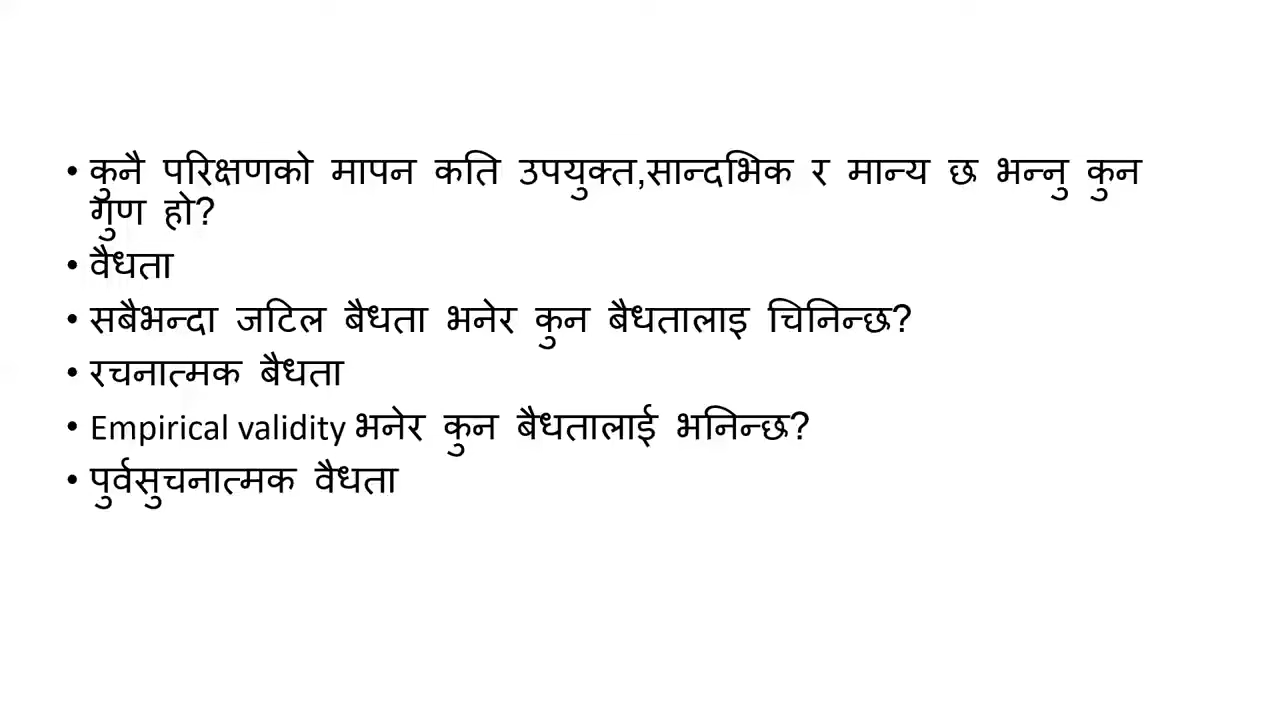 • कुनै परिक्षणको मापन कति उपयुक्त,सान्दभिक र मान्य छ भन्नु कुन
गुण हो?
• वैधता
• सबैभन्दा जटिल बैधता भनेर कुन बैधतालाइ चिनिन्छ?
• रचनात्मक बैधता
• Empirical validity भनेर कुन बैधतालाई भनिन्छ?
• पुर्वसुचनात्मक वैधता